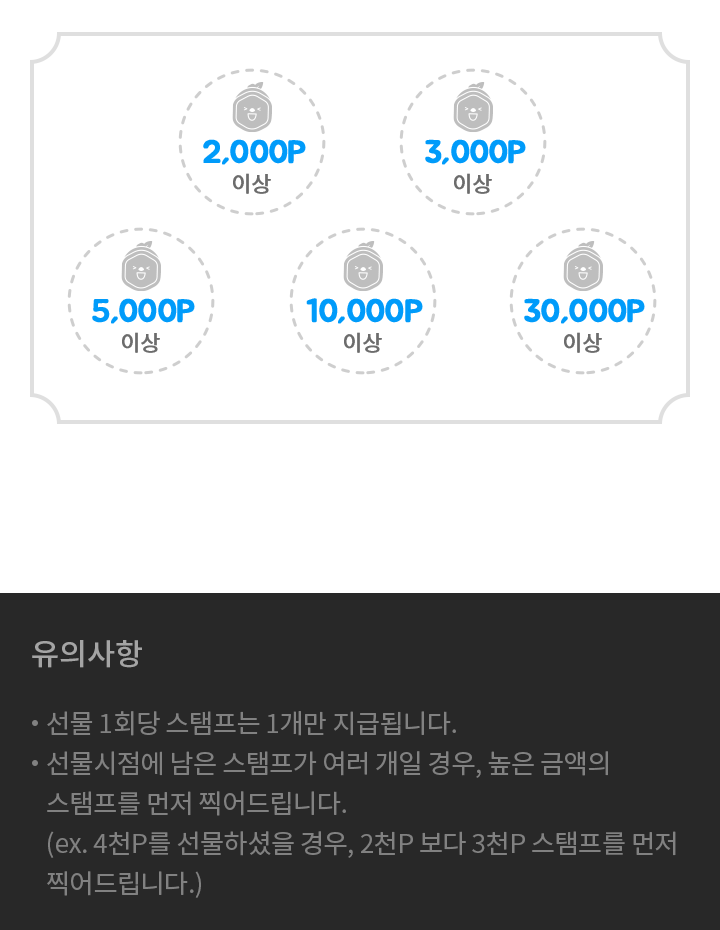 2,000P
이상
3,000P
이상
5,000P
이상
10,000P
이상
30,000P
이상
유의사항
• 선물 1회당 스탬프는 1개만 지급됩니다.
• 선물시점에 남은 스탬프가 여러 개일 경우, 높은 금액의
스탬프를 먼저 찍어드립니다.
(ex. 4천P를 선물하셨을 경우, 2천P 보다 3천P 스탬프를 먼저
찍어드립니다.)